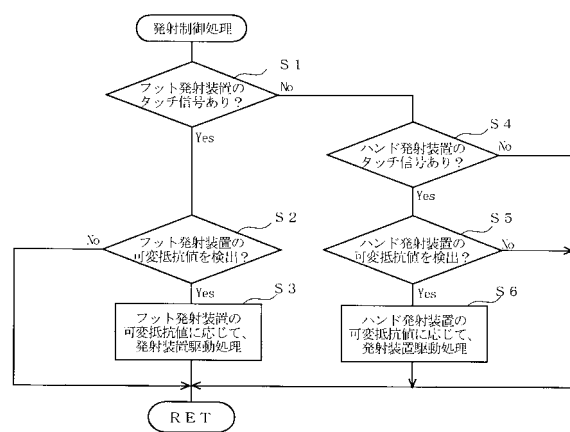 発射制御処理
S1
フット発射装置の
タッチ信号あり?
No
Yes
S4
ハンド発射装置の
タッチ信号あり?
No
Yes
S2
フット発射装置の
可変抵抗値を検出?
No
Yes
S5
ハンド発射装置の
可変抵抗値を検出?
No
Yes
S3
フット発射装置の
可変抵抗値に応じて、
発射装置駆動処理
S6
ハンド発射装置の
可変抵抗値に応じて、
発射装置駆動処理
RET